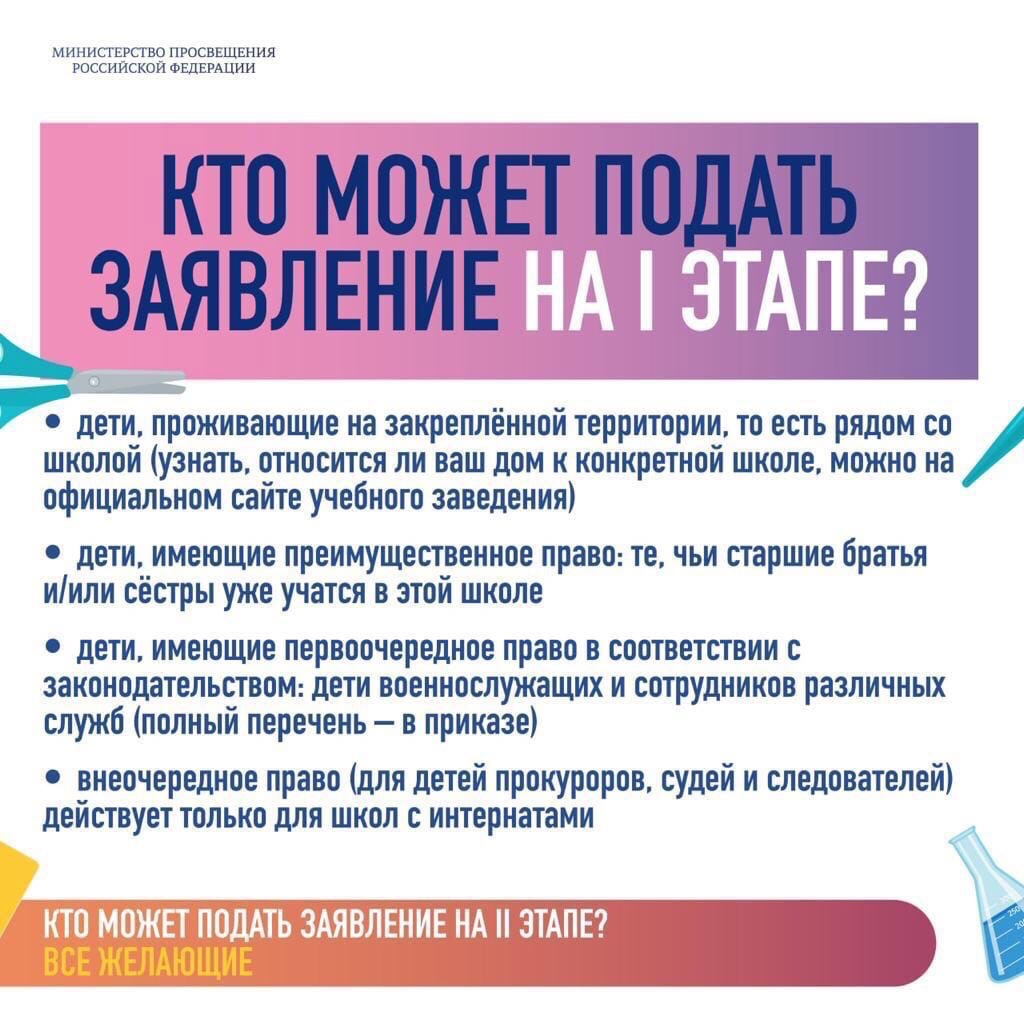 МИНИСТЕРСТВО ПРОСВЕЩЕНИЯ
РОССИЙСКОЙ ФЕДЕРАЦИИ
КТО МОЖЕТ ПОДАТЬ
ЗАЯВЛЕНИЕ НА I ЭТАПЕ?
• дети, проживающие на закреплённой территории, то есть рядом со
школой (узнать, относится ли ваш дом к конкретной школе, можно на
официальном сайте учебного заведения)
• дети, имеющие преимущественное право: те, чьи старшие братья
и/или сёстры уже учатся в этой школе
• дети, имеющие первоочередное право в соответствии с
законодательством: дети военнослужащих и сотрудников различных
служб (полный перечень – в приказе)
• внеочередное право (для детей прокуроров, судей и следователей)
действует только для школ с интернатами
КТО МОЖЕТ ПОДАТЬ ЗАЯВЛЕНИЕ НА II ЭТАПЕ?
ВСЕ ЖЕЛАЮЩИЕ